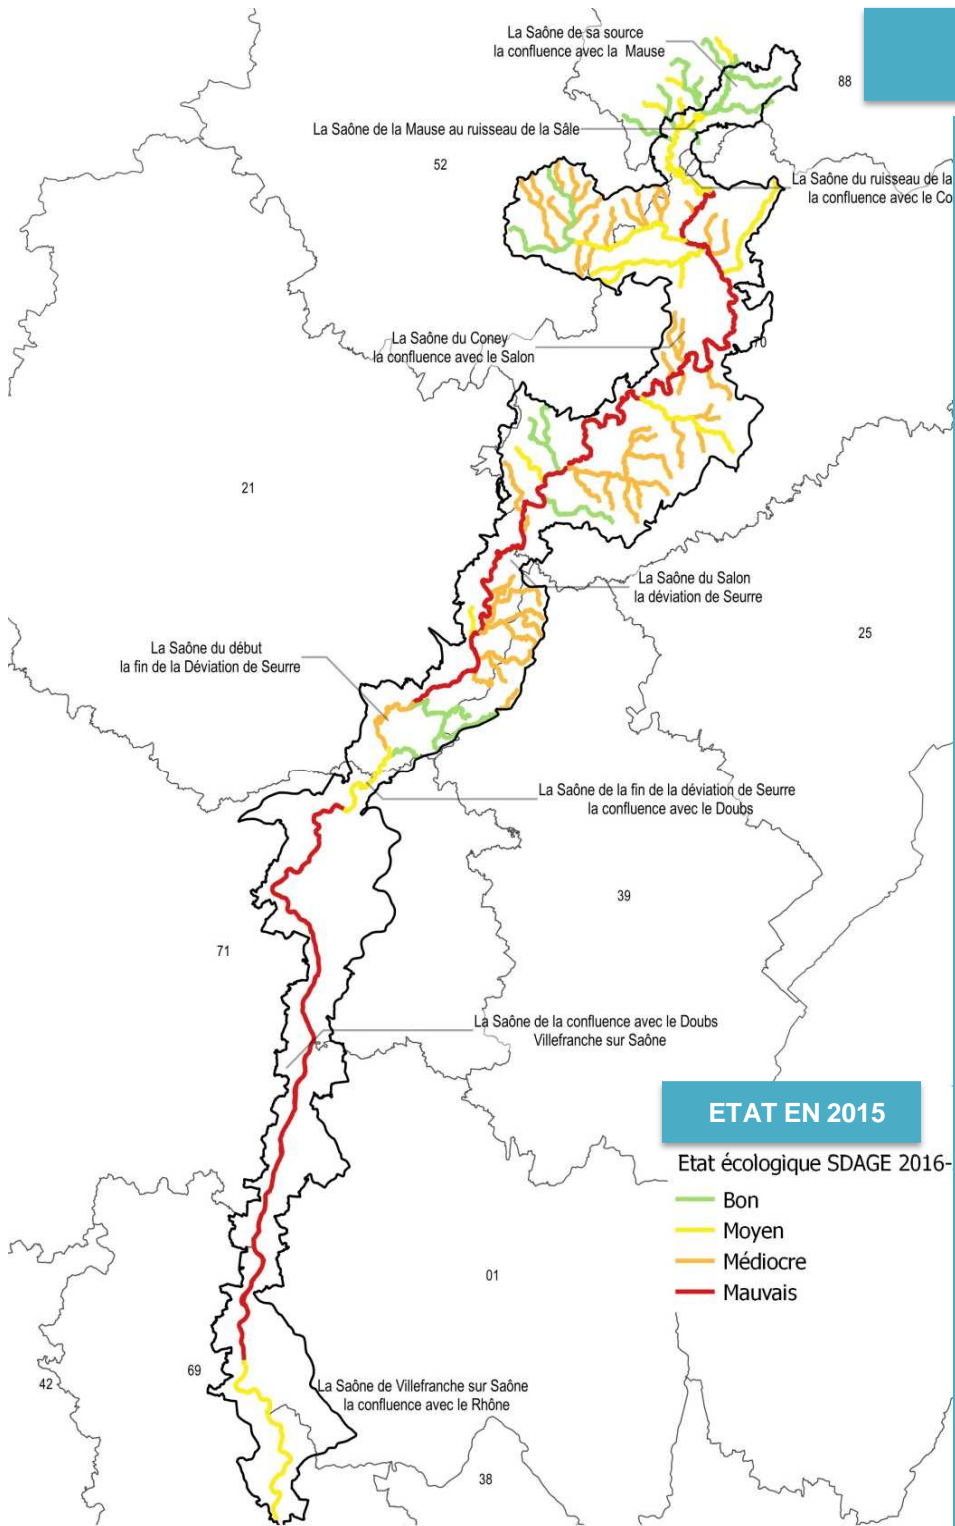 La Saône de sa source
la confluence avec la Mause
88
La Saône de la Mause au ruisseau de la Sâle
52
La Saône du ruisseau de la
la confluence avec le Co
La Saône du Coney
la confluence avec le Salon
70
21
La Saône du Salon
la déviation de Seurre
25
La Saône du début
la fin de la Déviation de Seurre
La Saône de la fin de la déviation de Seurre
la confluence avec le Doubs
39
71
La Saône de la confluence avec le Doubs
Villefranche sur Saône
ETAT EN 2015
Etat écologique SDAGE 2016-
Bon
Moyen
Médiocre
Mauvais
01
69
42
La Saône de Villefranche sur Saône
la confluence avec le Rhône
38